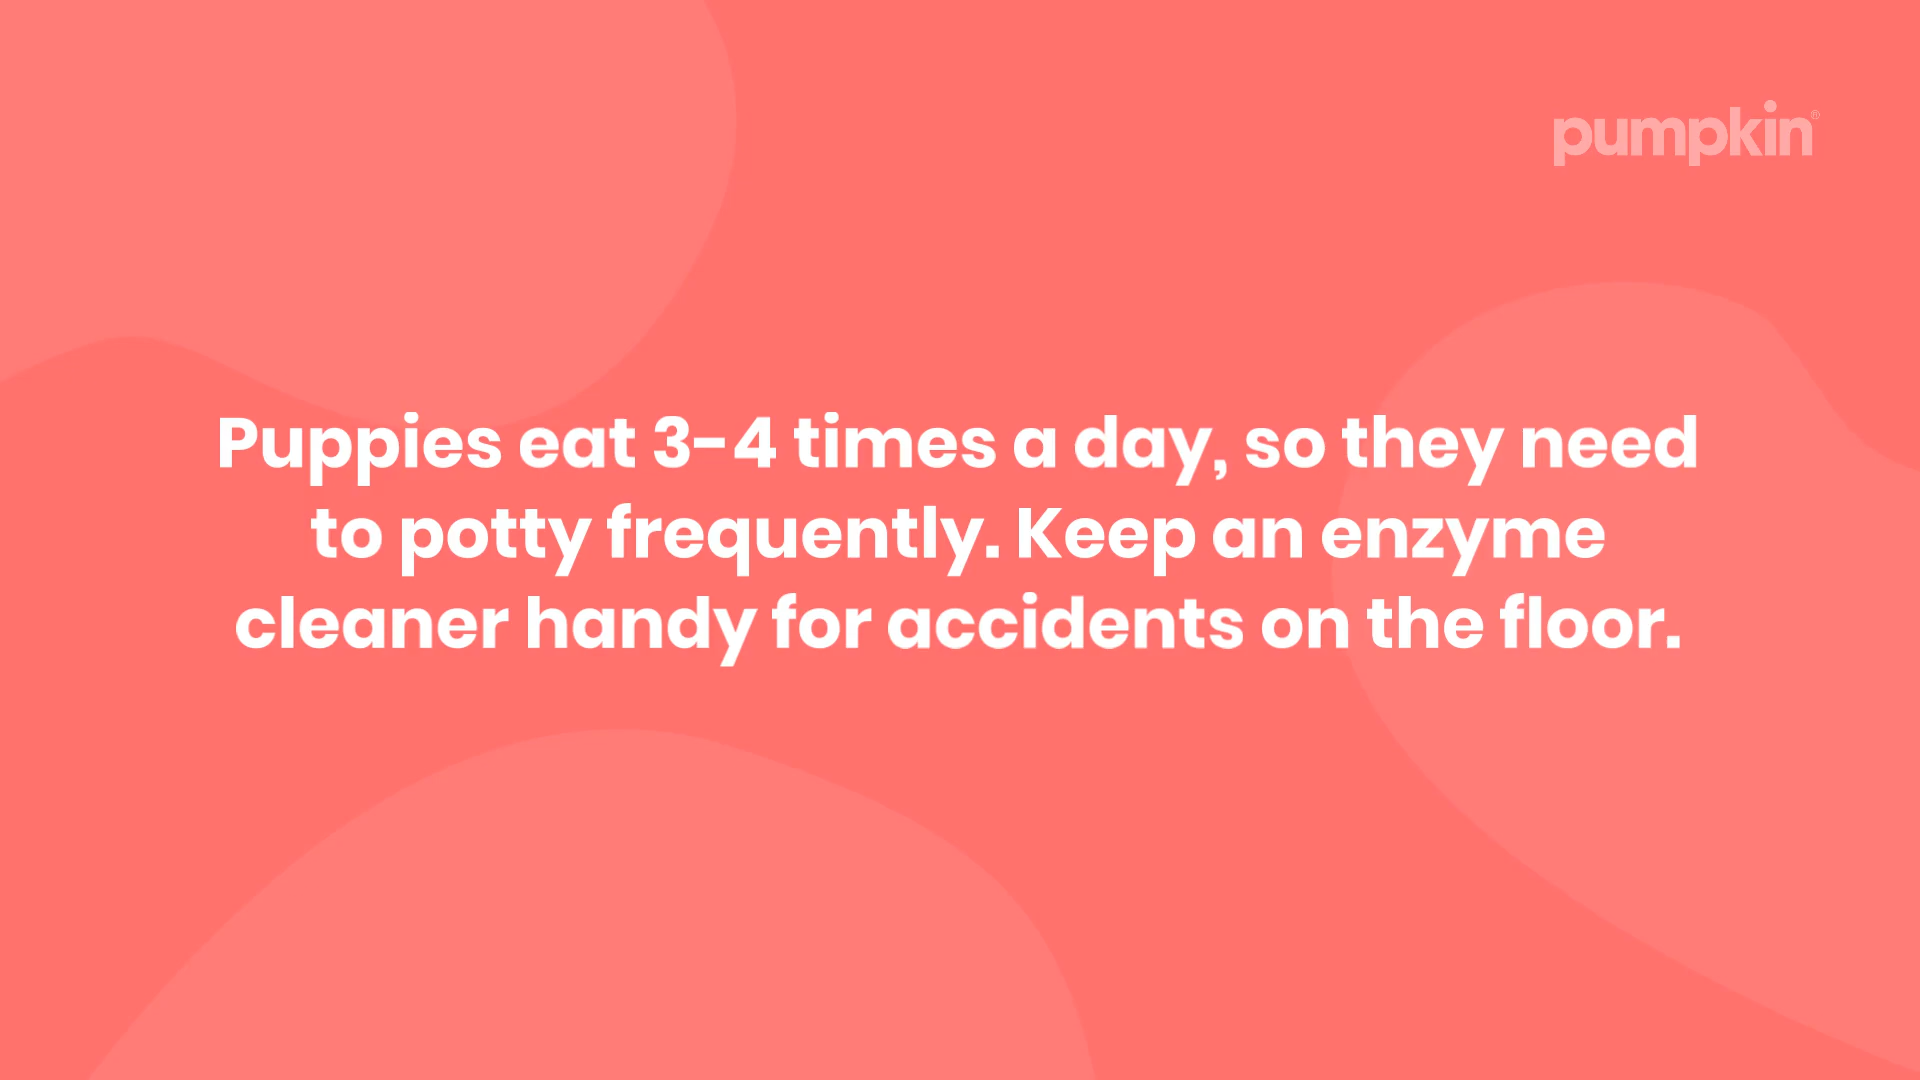 pumpkin®
Puppies eat 3-4 times a day, so they need
to potty frequently. Keep an enzyme
cleaner handy for accidents on the floor.